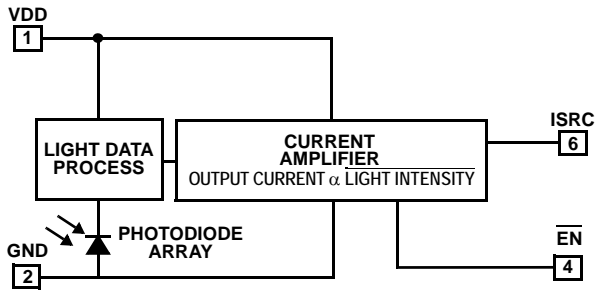 VDD
1
LIGHT DATA
PROCESS
CURRENT
AMPLIFIER
OUTPUT CURRENT α LIGHT INTENSITY
ISRC
6
PHOTODIODE
ARRAY
GND
2
EN
4